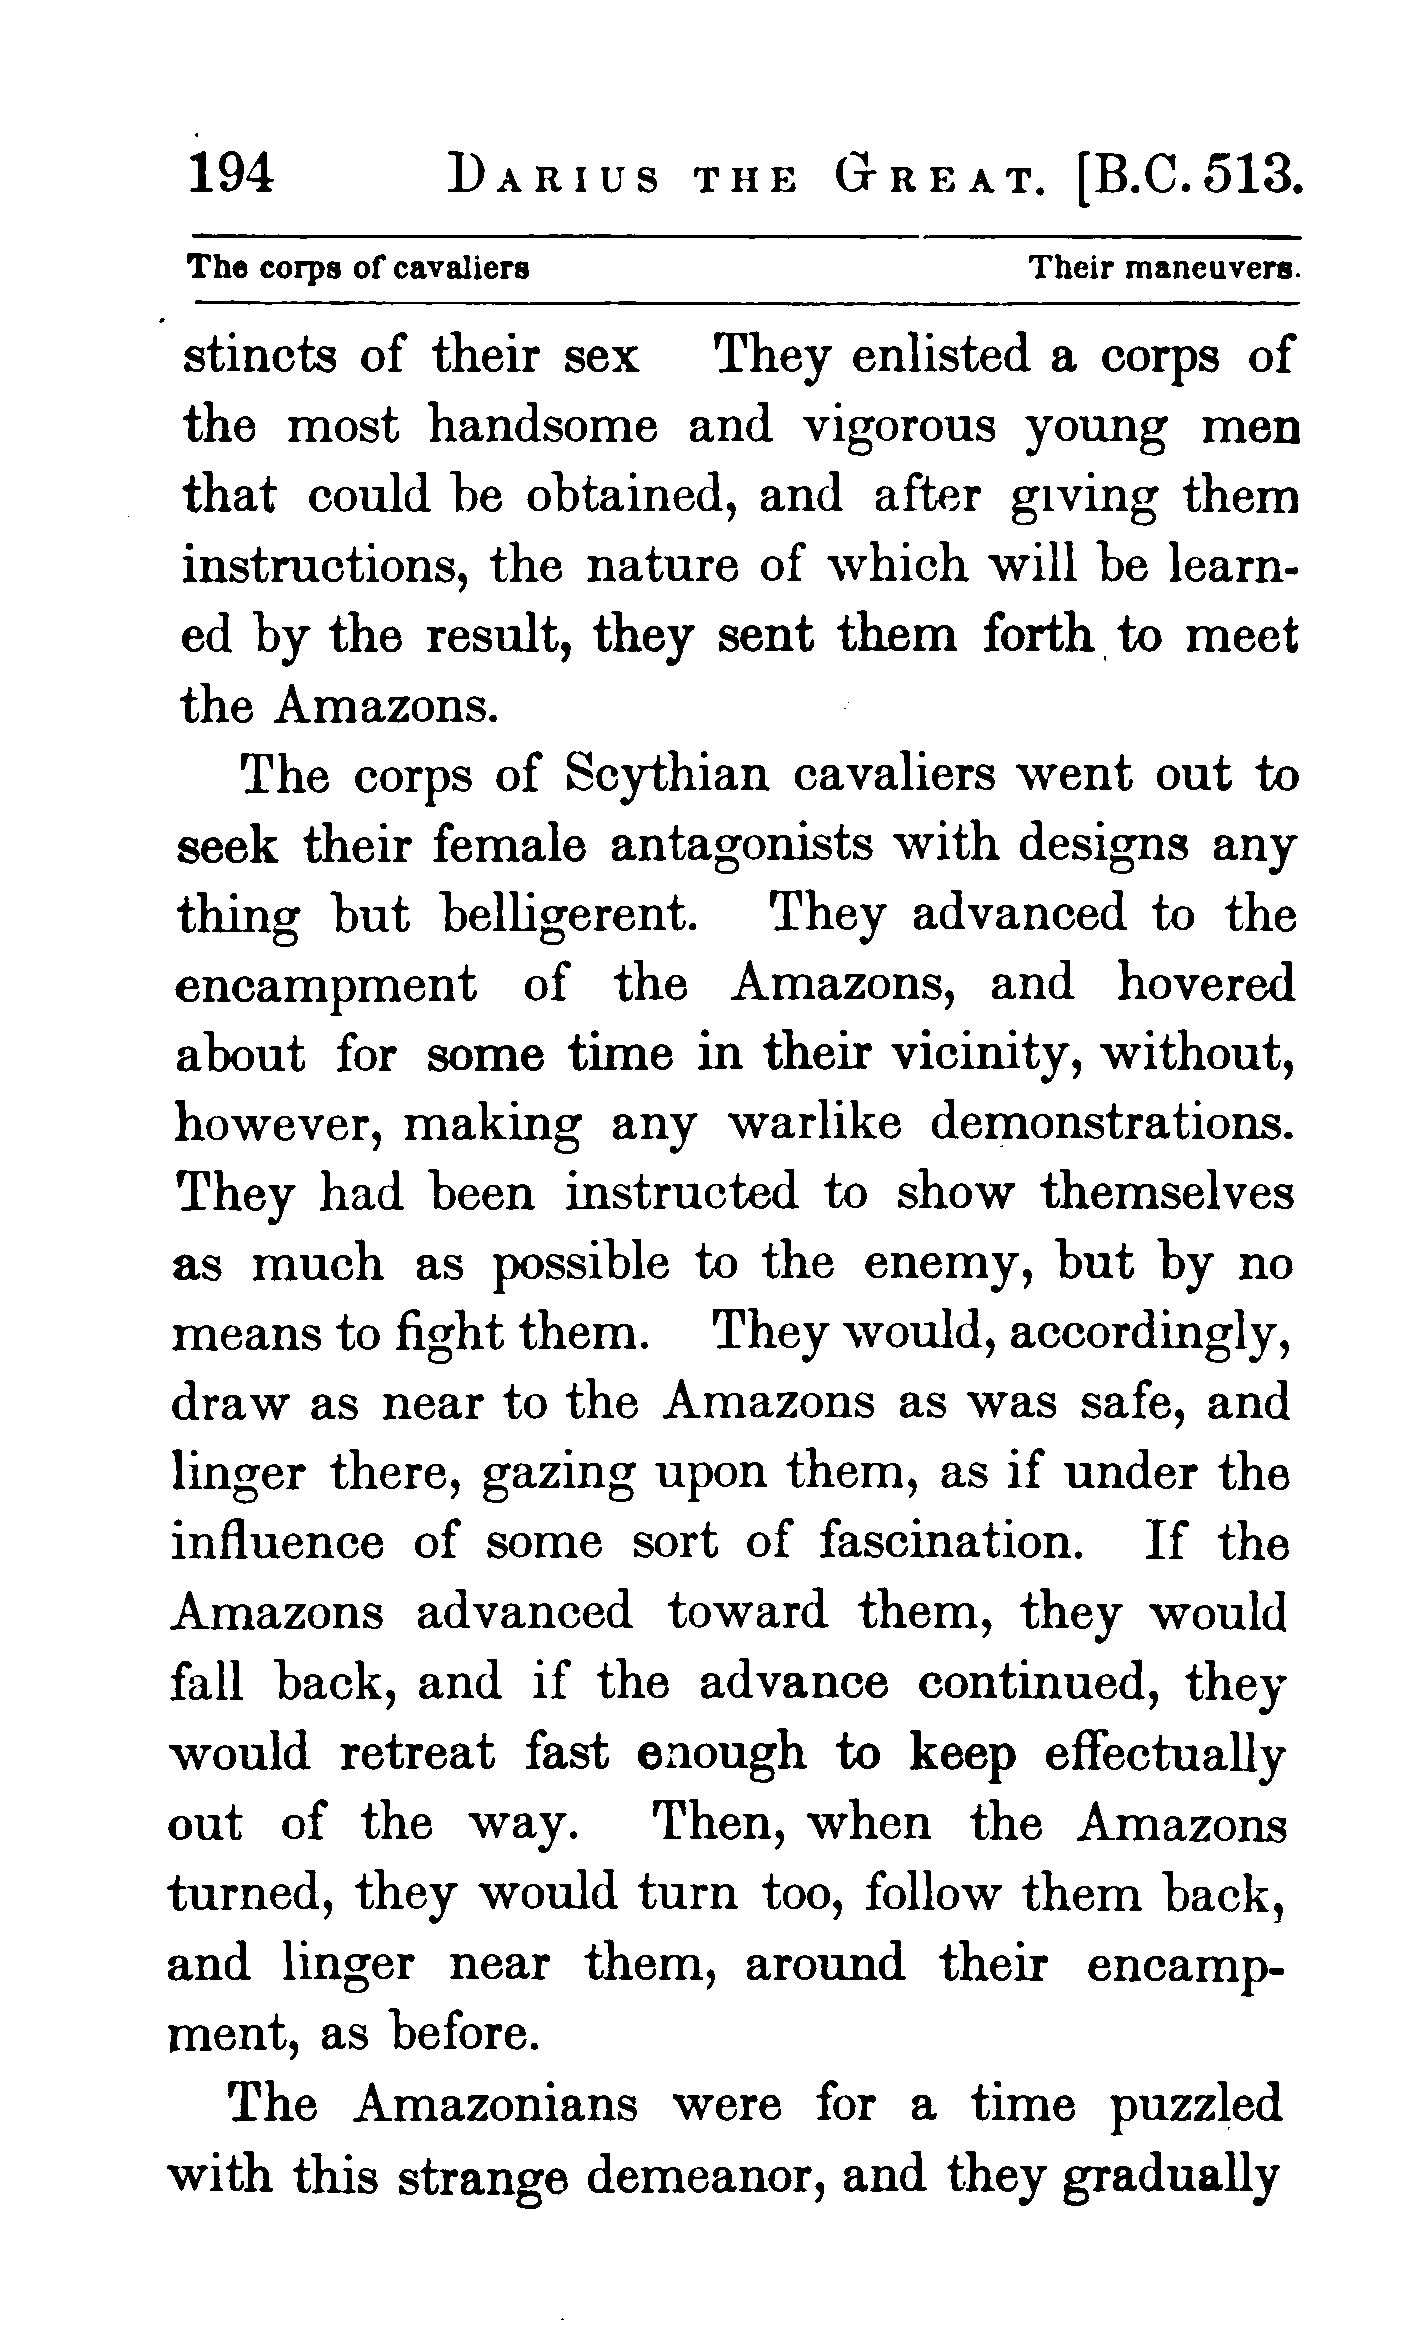 194 DARIUS THE GREAT. [B.C. 513.
The corps of cavaliers Their maneuvers.
stincts of their sex They enlisted a corps of
the most handsome and vigorous young men
that could be obtained, and after giving them
instructions, the nature of which will be learn-
ed by the result, they sent them forth to meet
the Amazons.
The corps of Scythian cavaliers went out to
seek their female antagonists with designs any
thing but belligerent. They advanced to the
encampment of the Amazons, and hovered
about for some time in their vicinity, without,
however, making any warlike demonstrations.
They had been instructed to show themselves
as much as possible to the enemy, but by no
means to fight them. They would, accordingly,
draw as near to the Amazons as was safe, and
linger there, gazing upon them, as if under the
influence of some sort of fascination. If the
Amazons advanced toward them, they would
fall back, and if the advance continued, they
would retreat fast enough to keep effectually
out of the way. Then, when the Amazons
turned, they would turn too, follow them back,
and linger near them, around their encamp-
ment, as before.
The Amazonians were for a time puzzled
with this strange demeanor, and they gradually